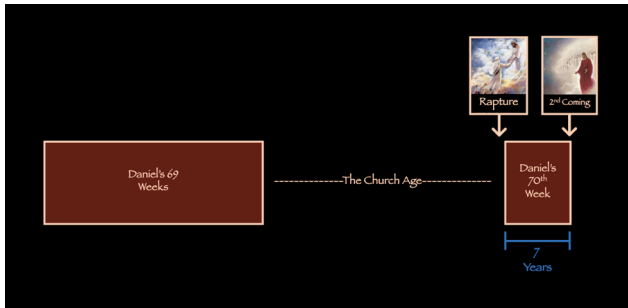 Rapture
2nd Coming
Daniel's 69
Weeks
--------------The Church Age--------------
Daniel's
70th
Week
7
Years